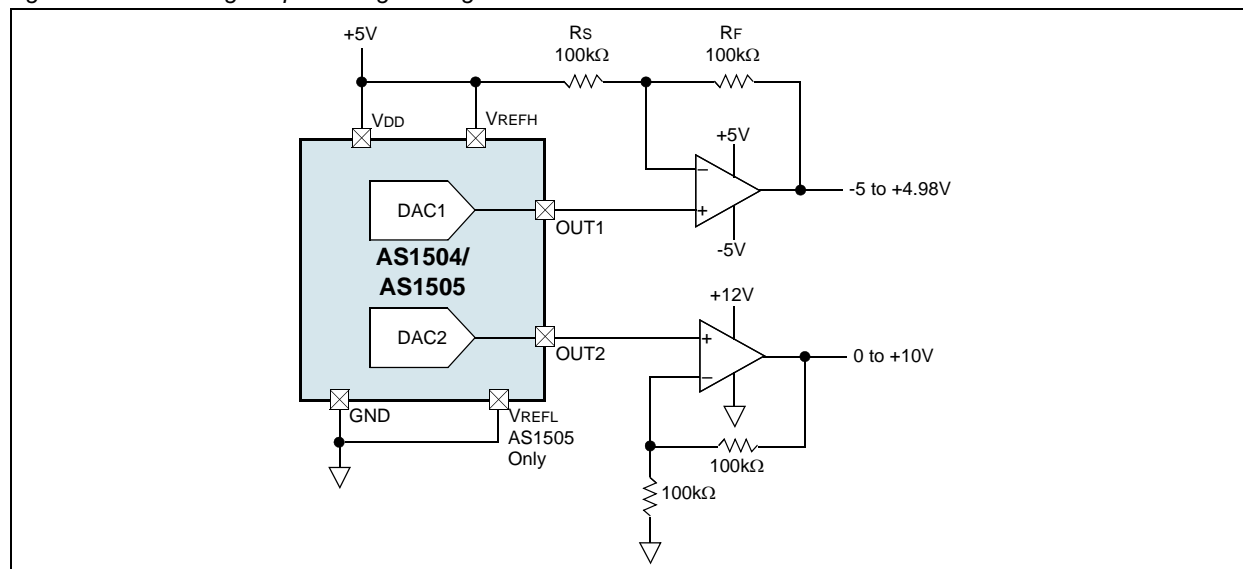 +5V
RS
100kΩ
RF
100kΩ
VDD
VREFH
+5V
−
+
-5V
-5 to +4.98V
DAC1
OUT1
AS1504/
AS1505
+12V
DAC2
OUT2
+
−
0 to +10V
GND
VREFL
AS1505
Only
100kΩ
100kΩ